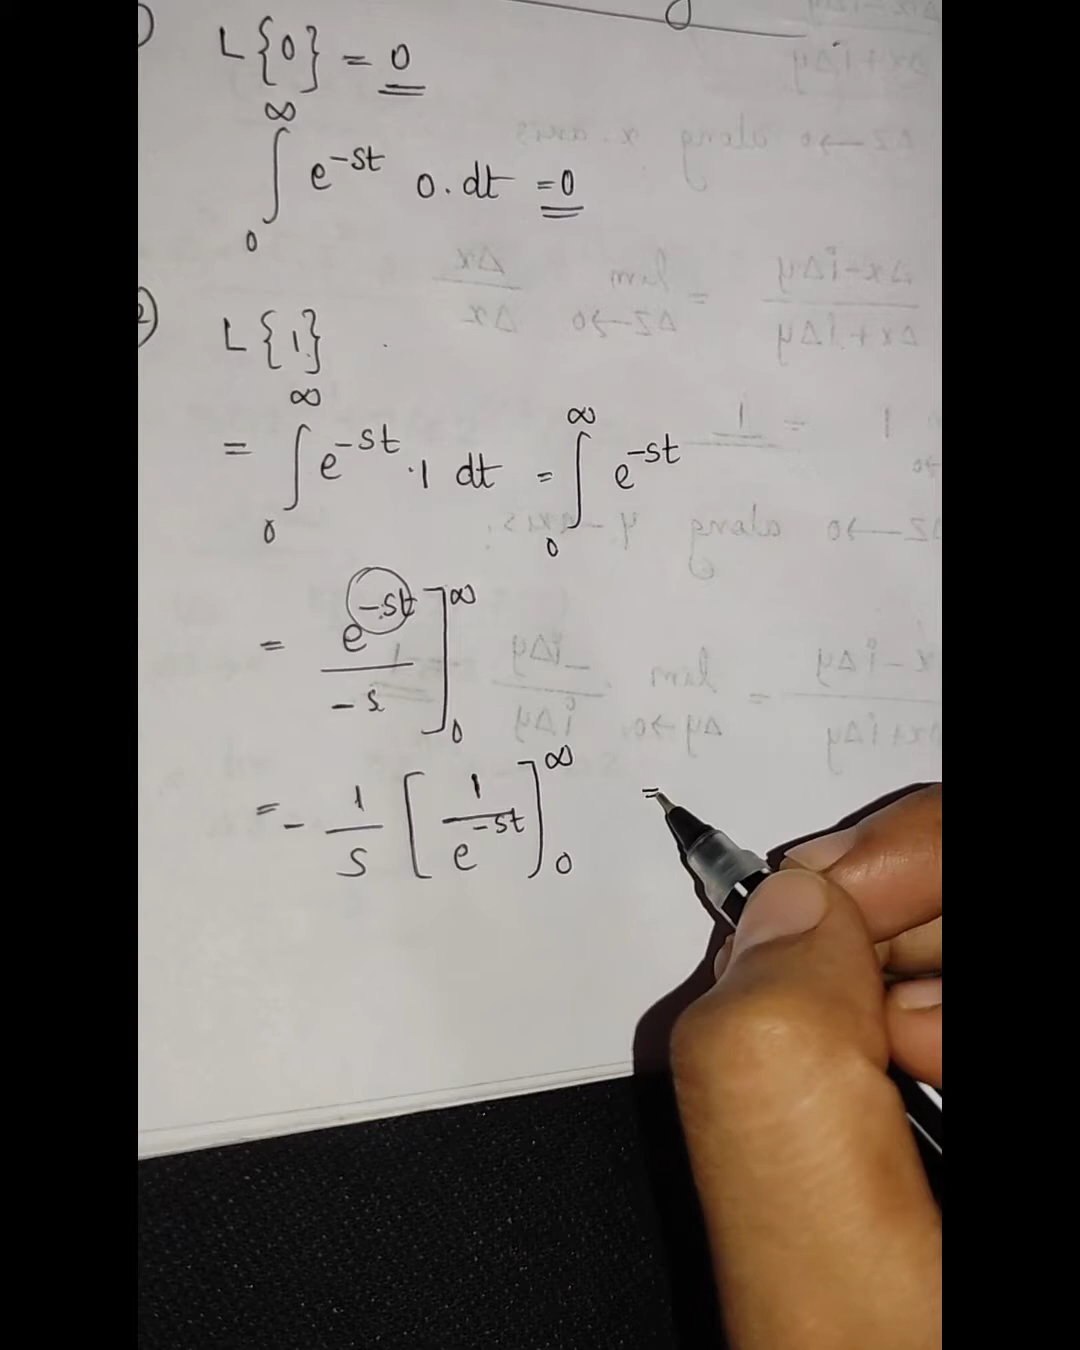 L{0} = 0
∫₀^∞ e^-st 0. dt = 0
2) L{1}
= ∫₀^∞ e^-st .1 dt = ∫₀^∞ e^-st
= e^-st / -s ]₀^∞
= - 1/s [ 1 / e^-st ]₀^∞ =